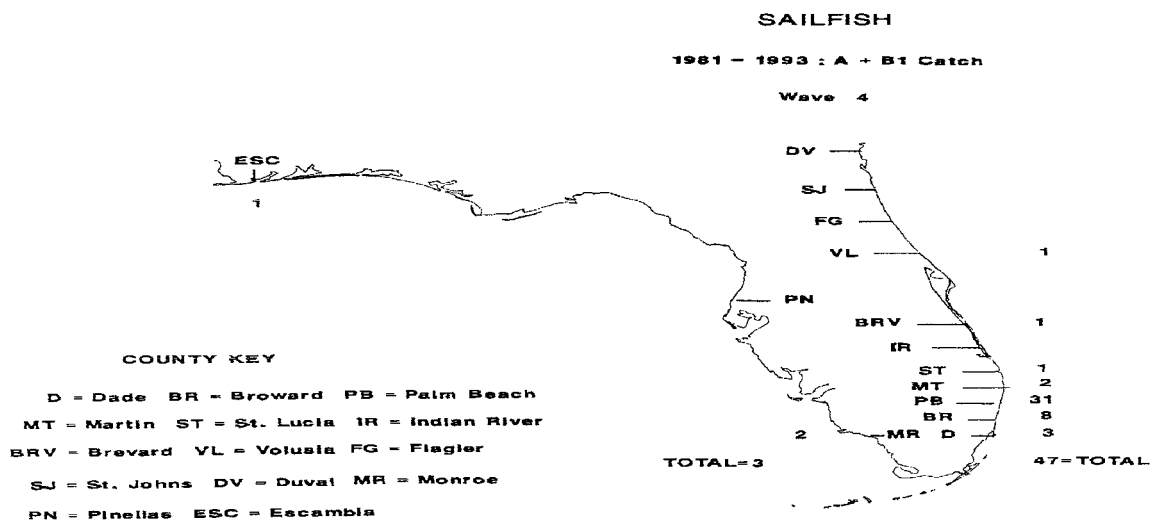 SAILFISH
1981 - 1993 : A + B1 Catch
Wave 4
DV
ESC
1
SJ
FG
VL 1
PN
BRV 1
IR
COUNTY KEY
ST 1
MT 2
D = Dade BR = Broward PB = Palm Beach
PB 31
MT = Martin ST = St. Lucia IR = Indian River
BR 8
2 MR D 3
BRV = Brevard VL = Volusia FG = Flagler
TOTAL=3 47=TOTAL
SJ = St. Johns DV = Duval MR = Monroe
PN = Pinellas ESC = Escambia